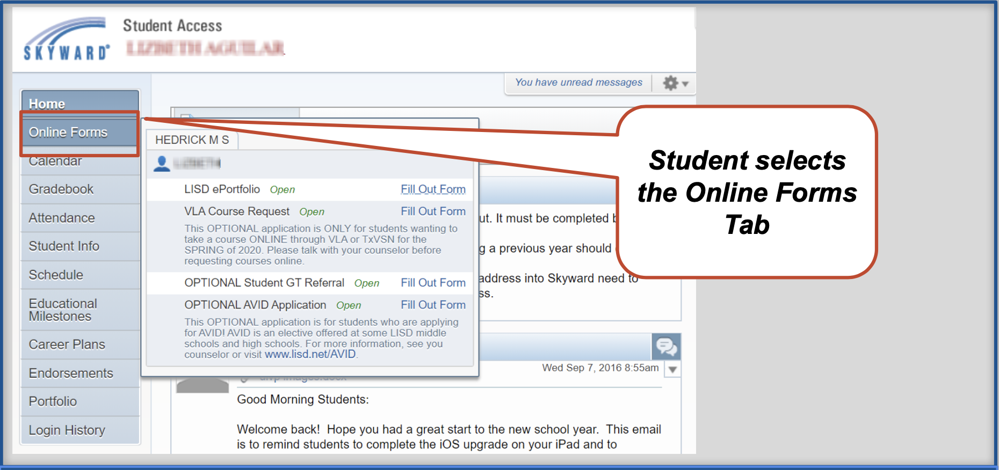 SKYWARD®
Student Access
You have unread messages
Home
Online Forms
Calendar
Gradebook
Attendance
Student Info
Schedule
Educational
Milestones
Career Plans
Endorsements
Portfolio
Login History
HEDRICK M S
LISD ePortfolio Open Fill Out Form
VLA Course Request Open Fill Out Form
This OPTIONAL application is ONLY for students wanting to
take a course ONLINE through VLA or TxVSN for the
SPRING of 2020. Please talk with your counselor before
requesting courses online.
OPTIONAL Student GT Referral Open Fill Out Form
OPTIONAL AVID Application Open Fill Out Form
This OPTIONAL application is for students who are applying
for AVID! AVID is an elective offered at some LISD middle
schools and high schools. For more information, see you
counselor or visit www.lisd.net/AVID.
ut. It must be completed
g a previous year should
address into Skyward need to
ss.
Student selects
the Online Forms
Tab
Wed Sep 7, 2016 8:55am
Good Morning Students:
Welcome back! Hope you had a great start to the new school year. This email
is to remind students to complete the iOS upgrade on your iPad and to